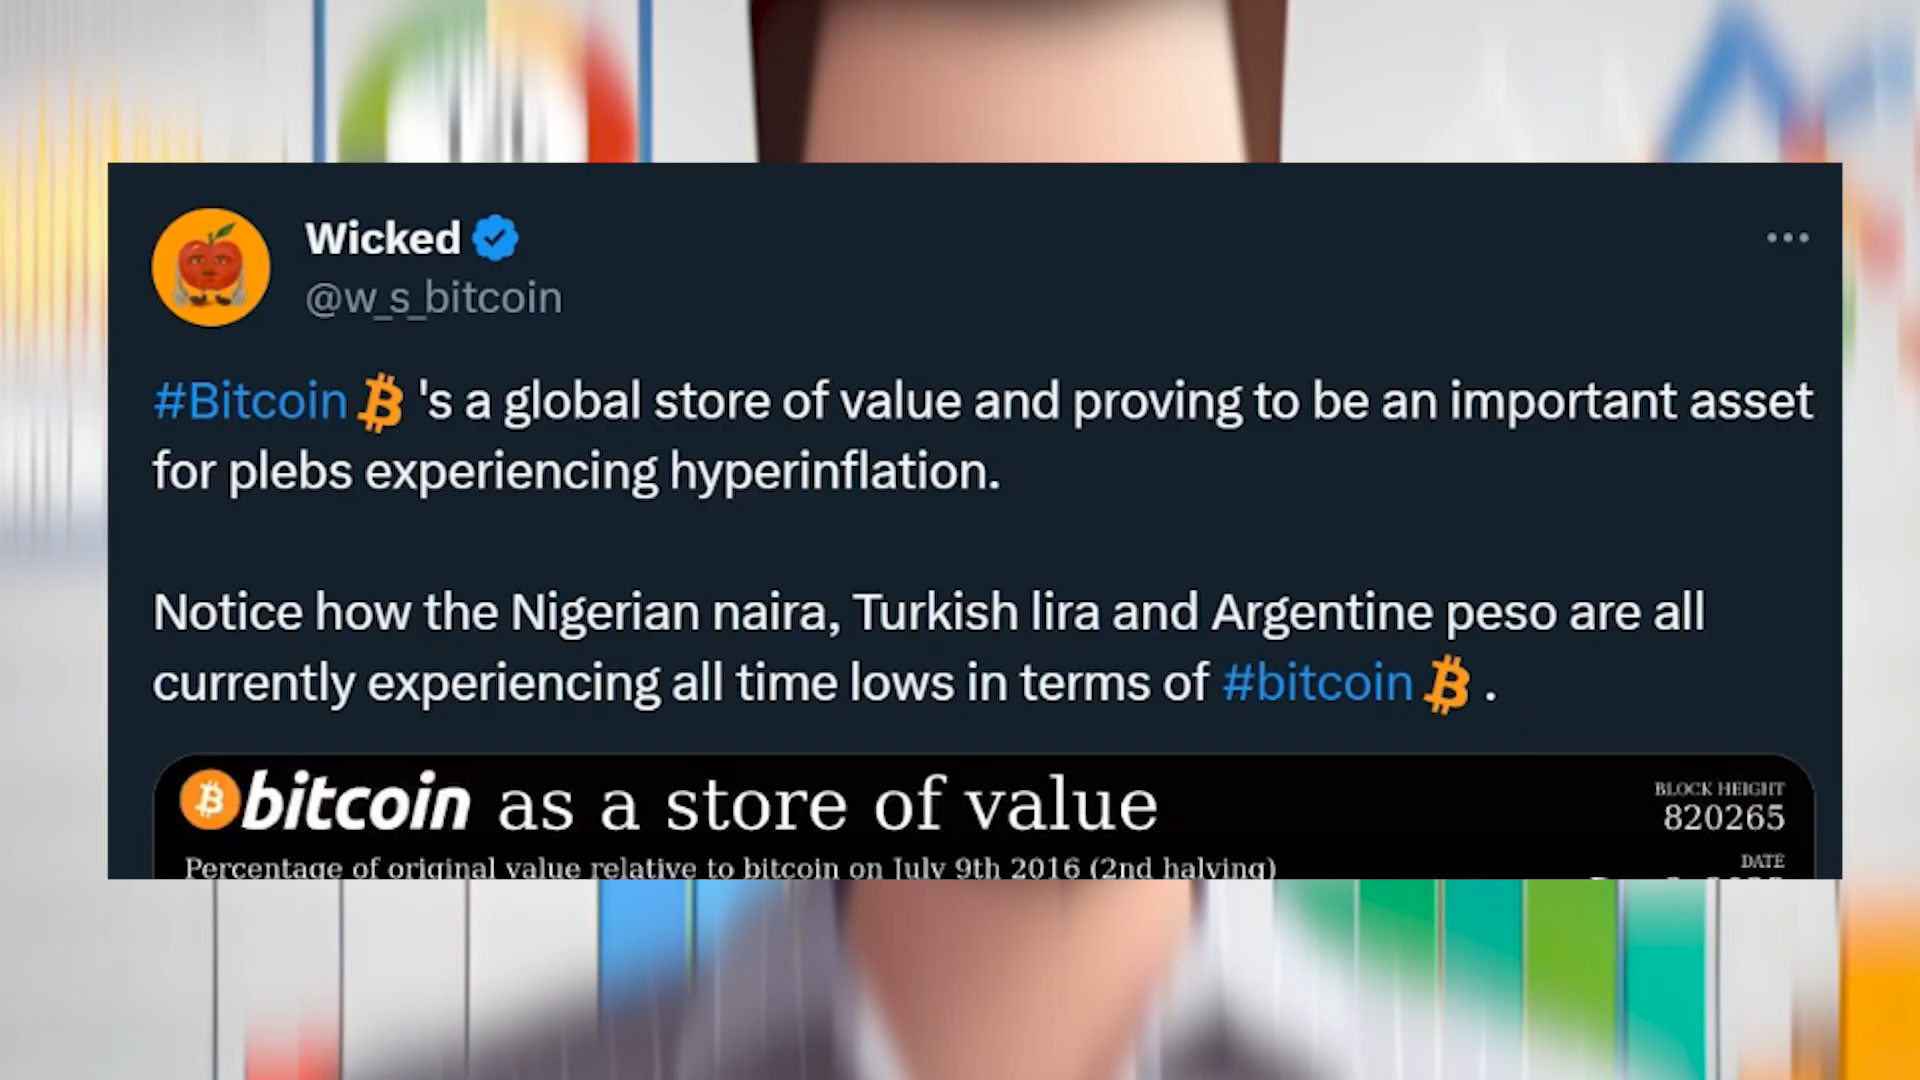 Wicked
@w_s_bitcoin
#Bitcoin 's a global store of value and proving to be an important asset
for plebs experiencing hyperinflation.
Notice how the Nigerian naira, Turkish lira and Argentine peso are all
currently experiencing all time lows in terms of #bitcoin .
bitcoin as a store of value
BLOCK HEIGHT
820265
Percentage of original value relative to bitcoin on July 9th 2016 (2nd halving)
DATE